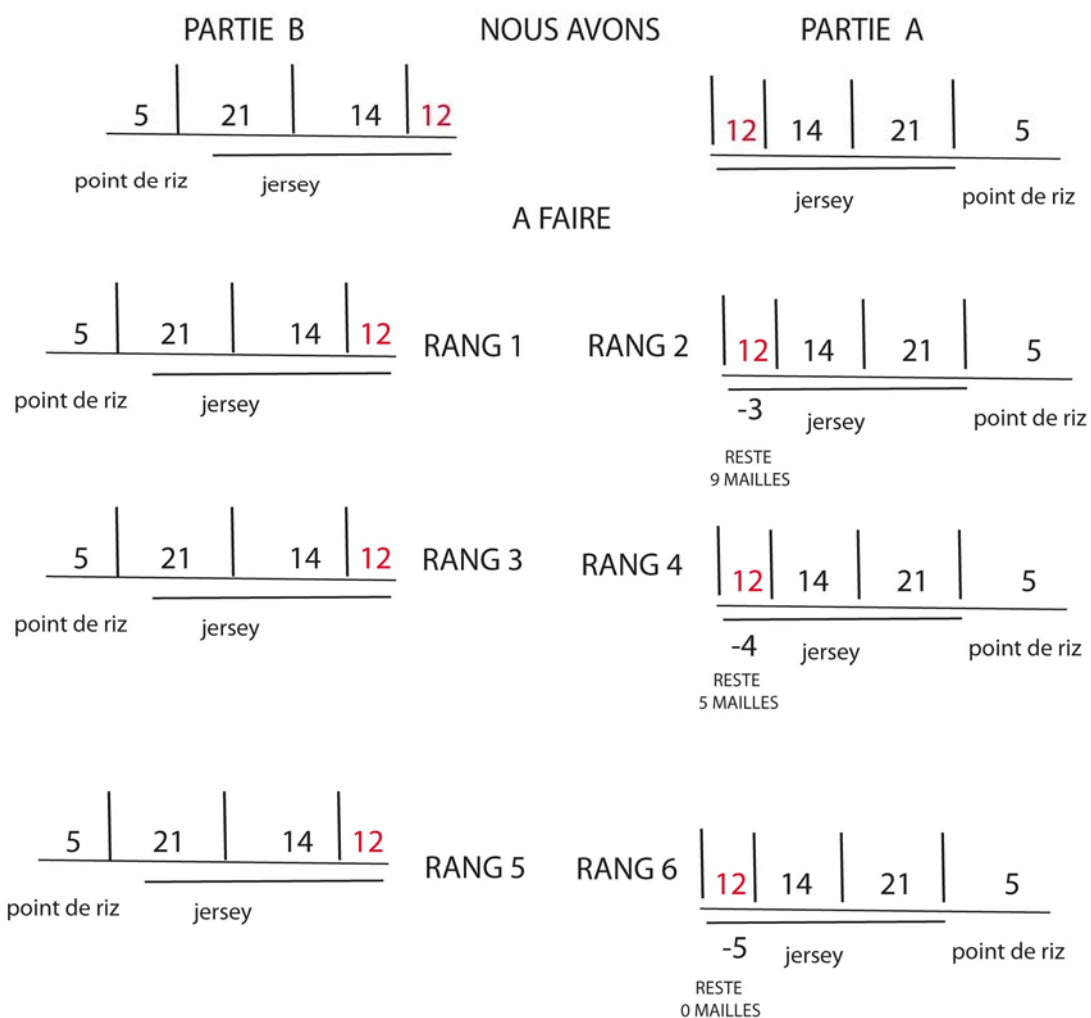 PARTIE B NOUS AVONS PARTIE A
5 21 14 12 12 14 21 5
point de riz jersey jersey point de riz
A FAIRE
5 21 14 12 RANG 1 RANG 2 12 14 21 5
point de riz jersey -3 jersey point de riz
RESTE
9 MAILLES
5 21 14 12 RANG 3 RANG 4 12 14 21 5
point de riz jersey -4 jersey point de riz
RESTE
5 MAILLES
5 21 14 12 RANG 5 RANG 6 12 14 21 5
point de riz jersey -5 jersey point de riz
RESTE
0 MAILLES